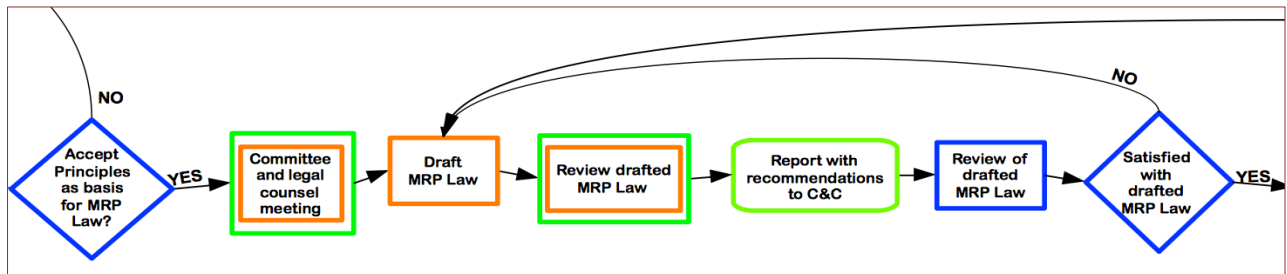 NO
Accept
Principles
as basis
for MRP
Law?
YES
Committee
and legal
counsel
meeting
Draft
MRP Law
Review drafted
MRP Law
Report with
recommendations
to C&C
Review of
drafted
MRP Law
NO
Satisfied
with
drafted
MRP Law
YES